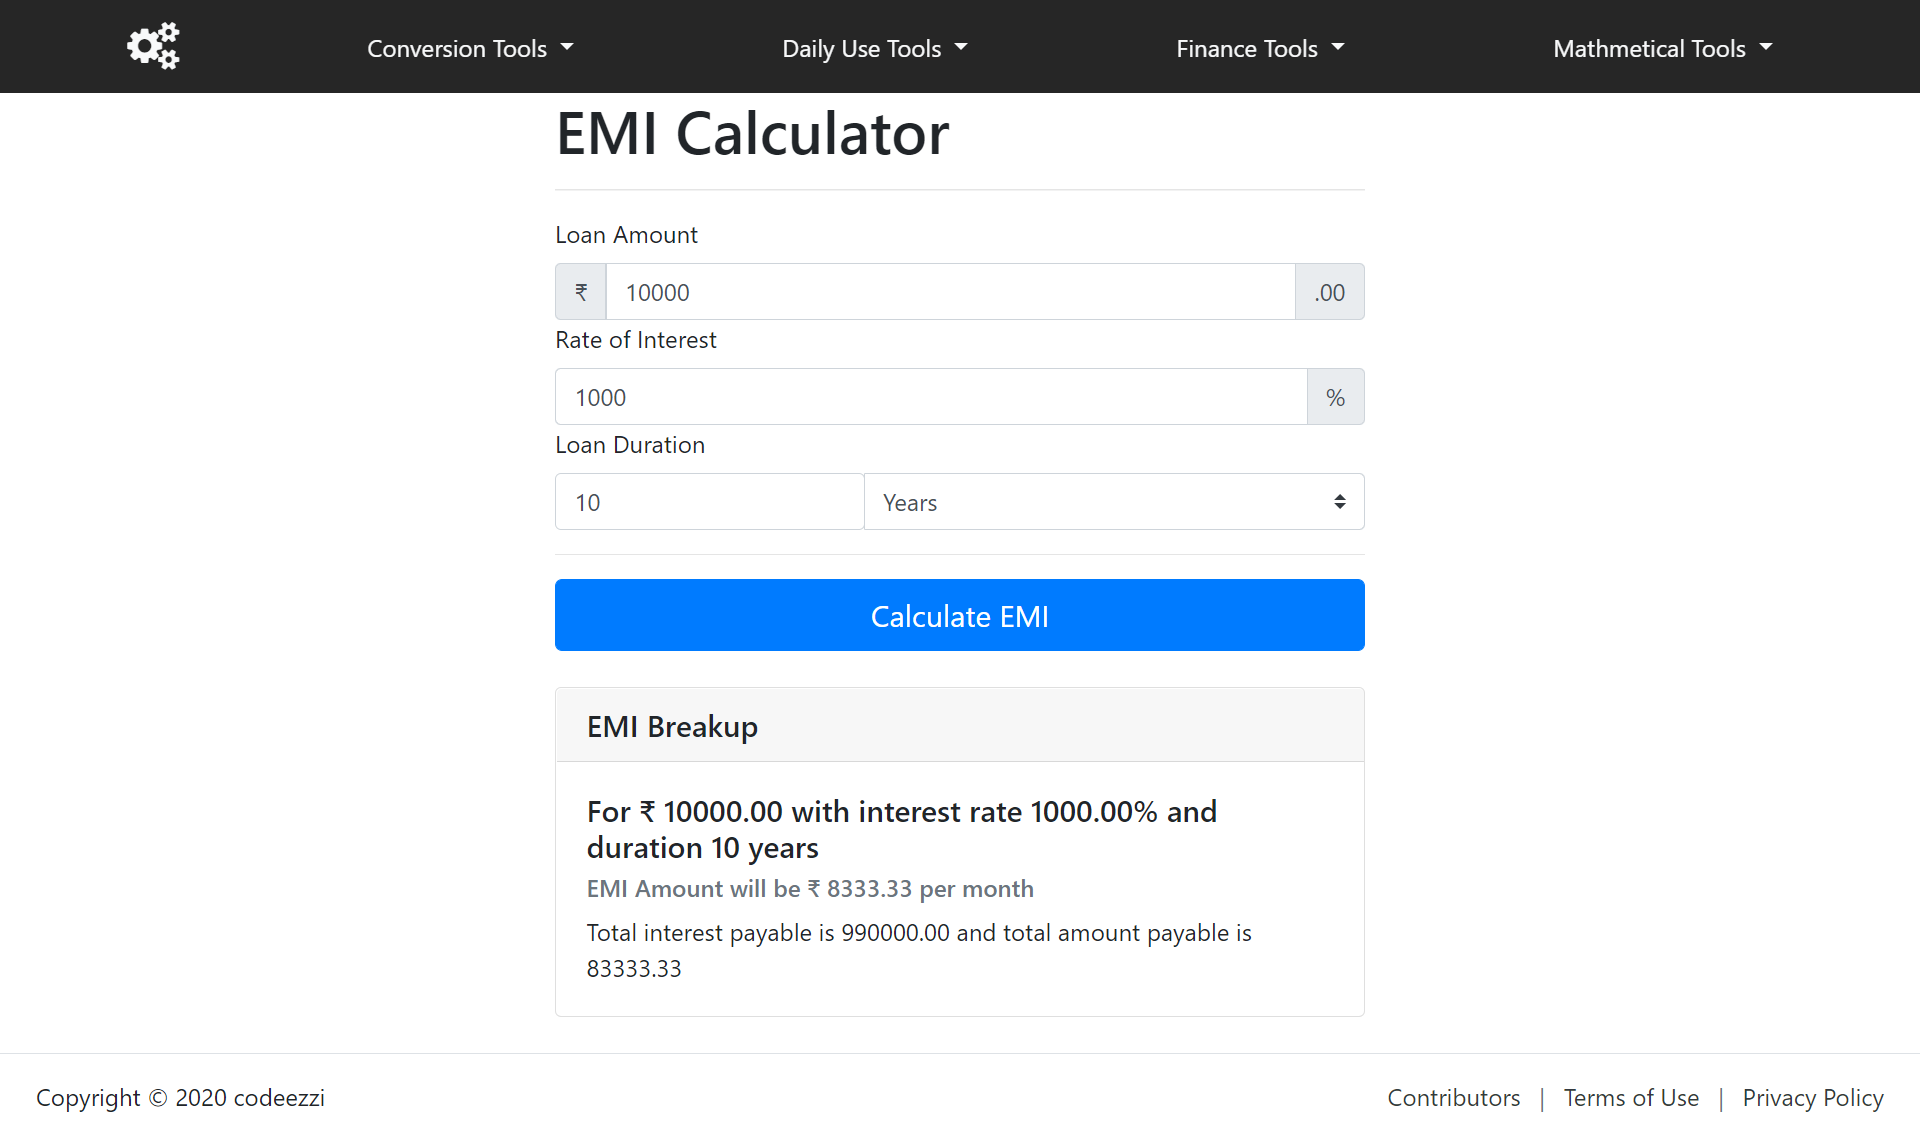 Conversion Tools
Daily Use Tools
Finance Tools
Mathmetical Tools
EMI Calculator
Loan Amount
₹ 10000 .00
Rate of Interest
1000 %
Loan Duration
10 Years
Calculate EMI
EMI Breakup
For ₹ 10000.00 with interest rate 1000.00% and
duration 10 years
EMI Amount will be ₹ 8333.33 per month
Total interest payable is 990000.00 and total amount payable is
83333.33
Copyright © 2020 codeezzi
Contributors | Terms of Use | Privacy Policy